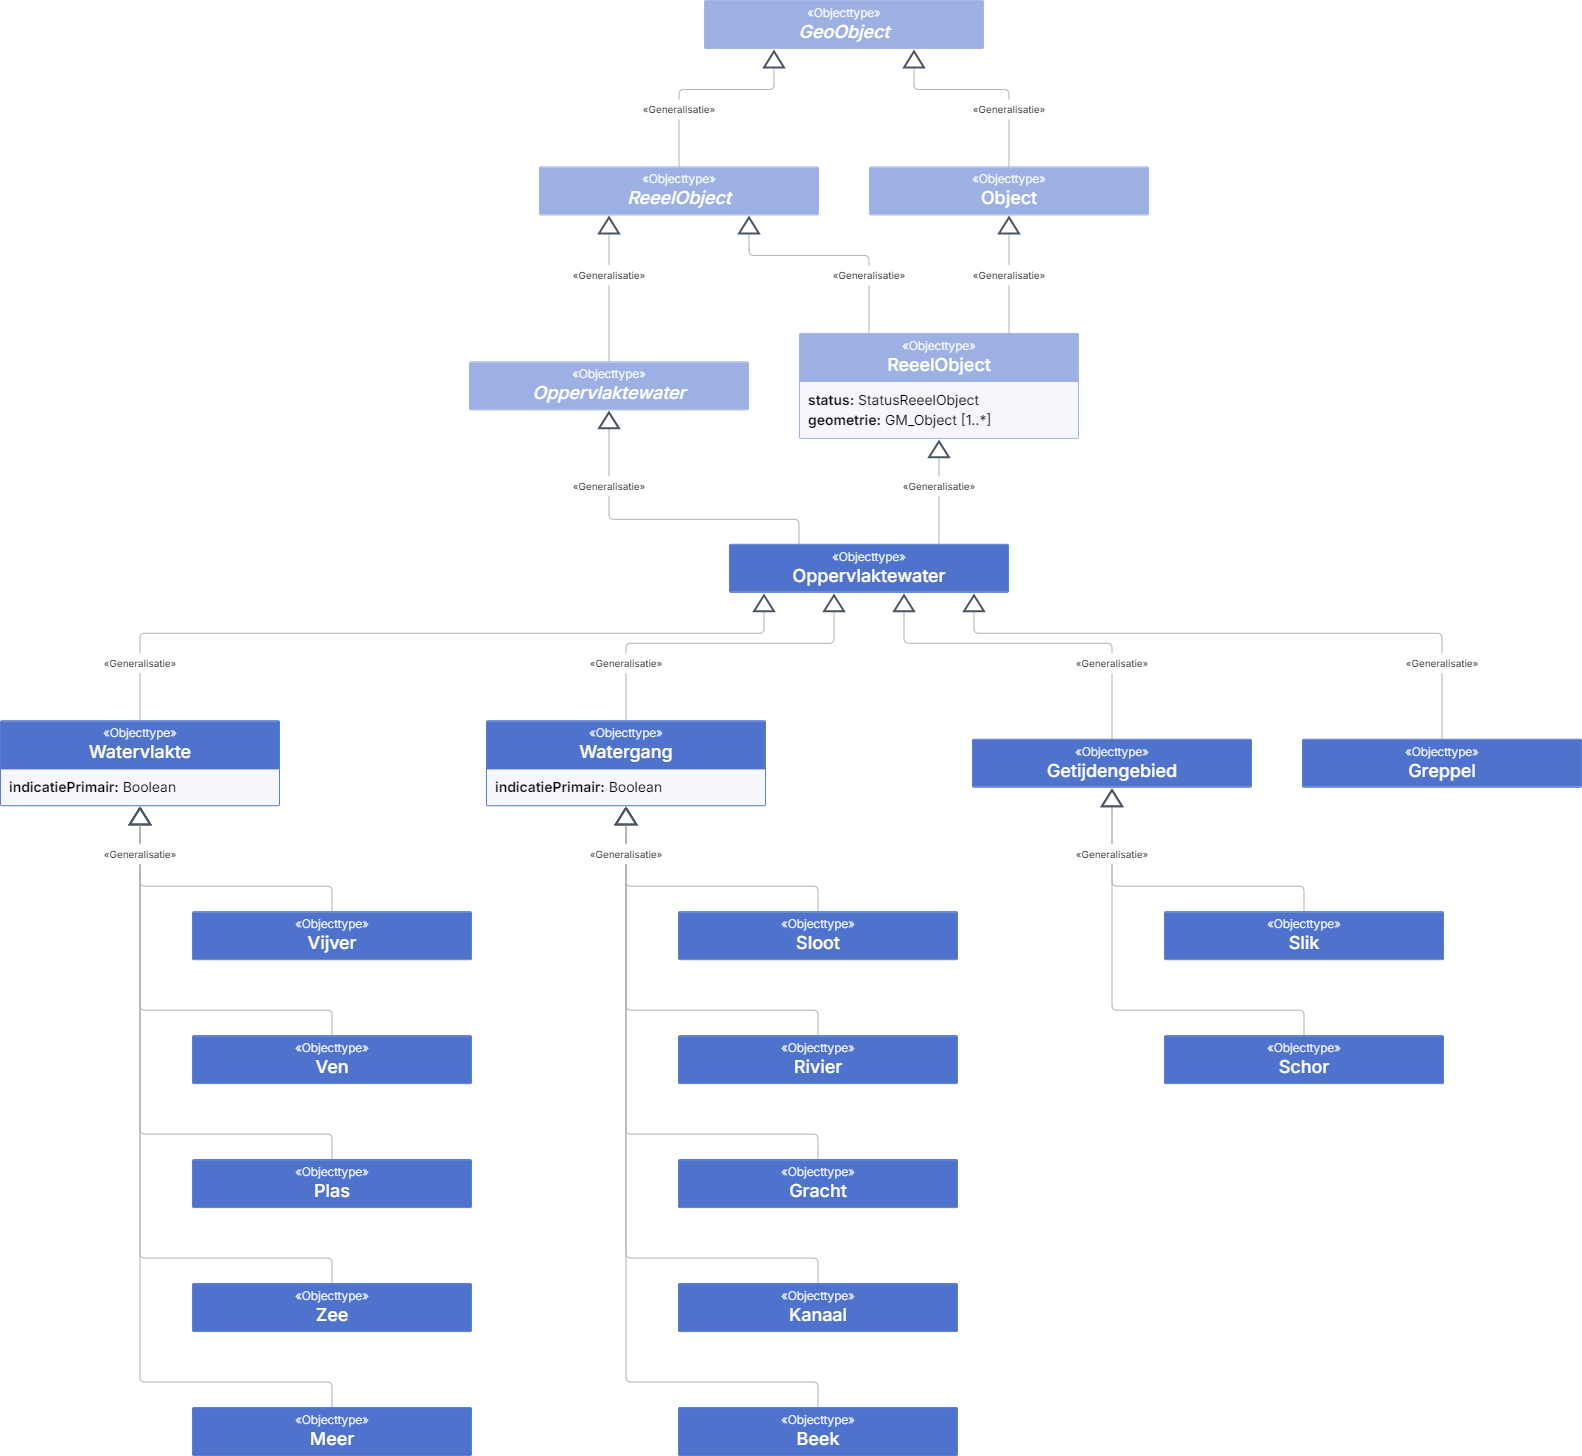 «Objecttype»
GeoObject
«Generalisatie»
«Generalisatie»
«Objecttype»
ReeelObject
«Objecttype»
Object
«Generalisatie»
«Generalisatie»
«Generalisatie»
«Objecttype»
ReeelObject
status: StatusReeelObject
geometrie: GM_Object [1..*]
«Objecttype»
Oppervlaktewater
«Generalisatie»
«Generalisatie»
«Objecttype»
Oppervlaktewater
«Generalisatie»
«Generalisatie»
«Generalisatie»
«Generalisatie»
«Objecttype»
Watervlakte
indicatiePrimair: Boolean
«Objecttype»
Watergang
indicatiePrimair: Boolean
«Objecttype»
Getijdengebied
«Objecttype»
Greppel
«Generalisatie»
«Generalisatie»
«Generalisatie»
«Objecttype»
Vijver
«Objecttype»
Sloot
«Objecttype»
Slik
«Objecttype»
Ven
«Objecttype»
Rivier
«Objecttype»
Schor
«Objecttype»
Plas
«Objecttype»
Gracht
«Objecttype»
Zee
«Objecttype»
Kanaal
«Objecttype»
Meer
«Objecttype»
Beek